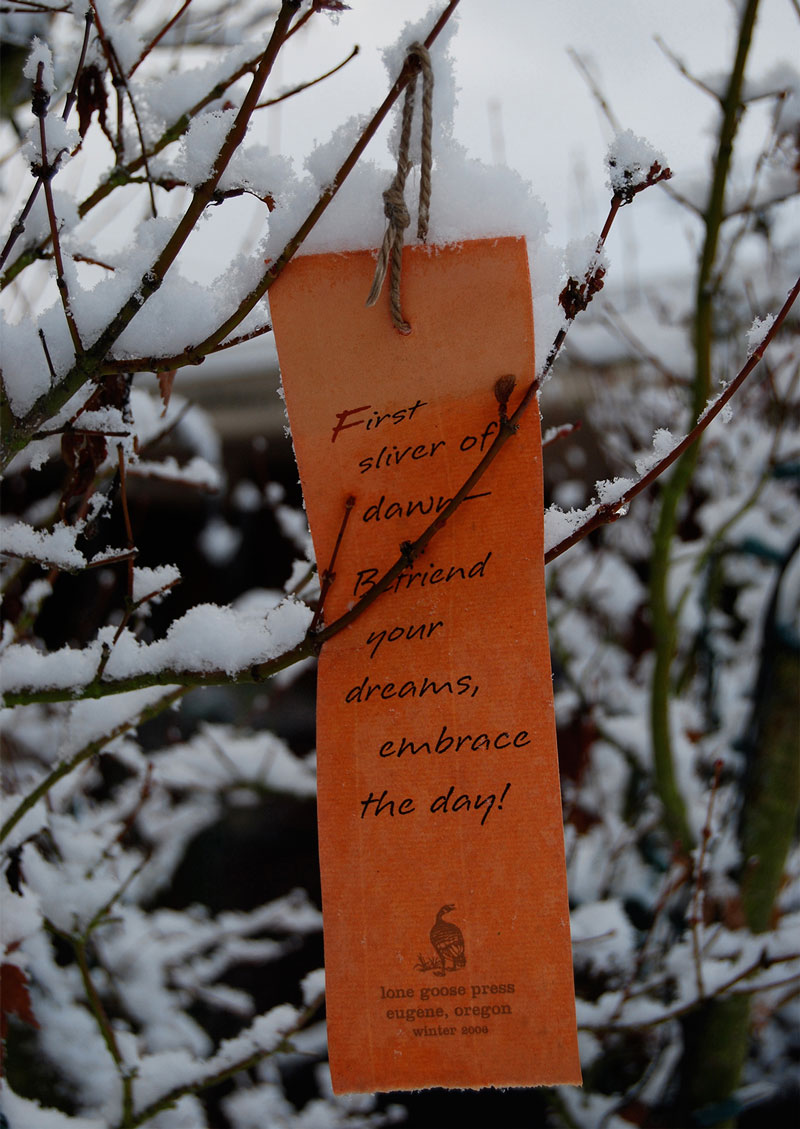 First
sliver of
dawn—
Befriend
your
dreams,
embrace
the day!
lone goose press
eugene, oregon
winter 2006